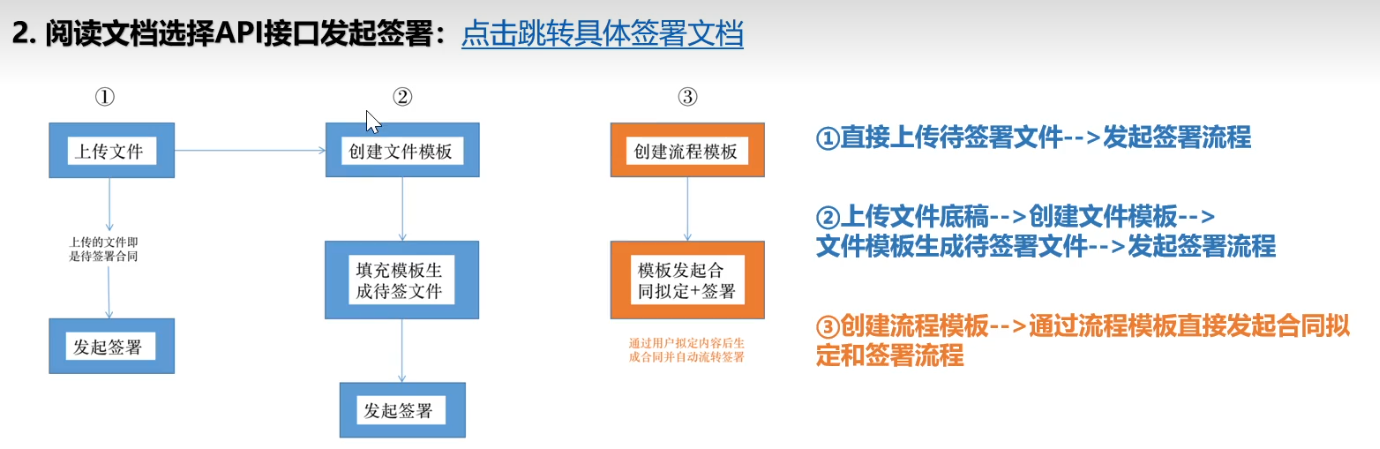 2. 阅读文档选择API接口发起签署：点击跳转具体签署文档
①
上传文件
上传的文件即
是待签署合同
发起签署
②
创建文件模板
填充模板生
成待签文件
发起签署
③
创建流程模板
模板发起合
同拟定+签署
通过用户拟定内容后生
成合同并自动流转签署
①直接上传待签署文件-->发起签署流程
②上传文件底稿-->创建文件模板-->
文件模板生成待签署文件-->发起签署流程
③创建流程模板-->通过流程模板直接发起合同拟
定和签署流程